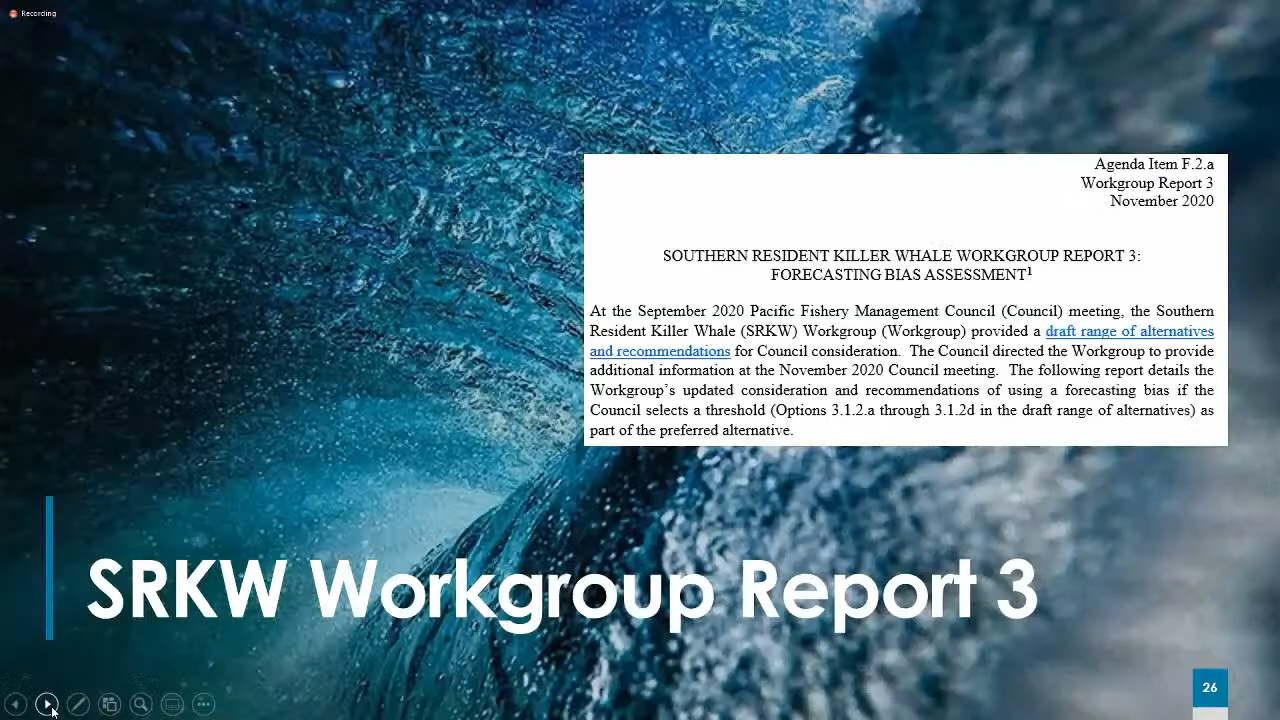 Recording
Agenda Item F.2.a
Workgroup Report 3
November 2020
SOUTHERN RESIDENT KILLER WHALE WORKGROUP REPORT 3:
FORECASTING BIAS ASSESSMENT¹
At the September 2020 Pacific Fishery Management Council (Council) meeting, the Southern
Resident Killer Whale (SRKW) Workgroup (Workgroup) provided a draft range of alternatives
and recommendations for Council consideration. The Council directed the Workgroup to provide
additional information at the November 2020 Council meeting. The following report details the
Workgroup's updated consideration and recommendations of using a forecasting bias if the
Council selects a threshold (Options 3.1.2.a through 3.1.2d in the draft range of alternatives) as
part of the preferred alternative.
SRKW Workgroup Report 3
26